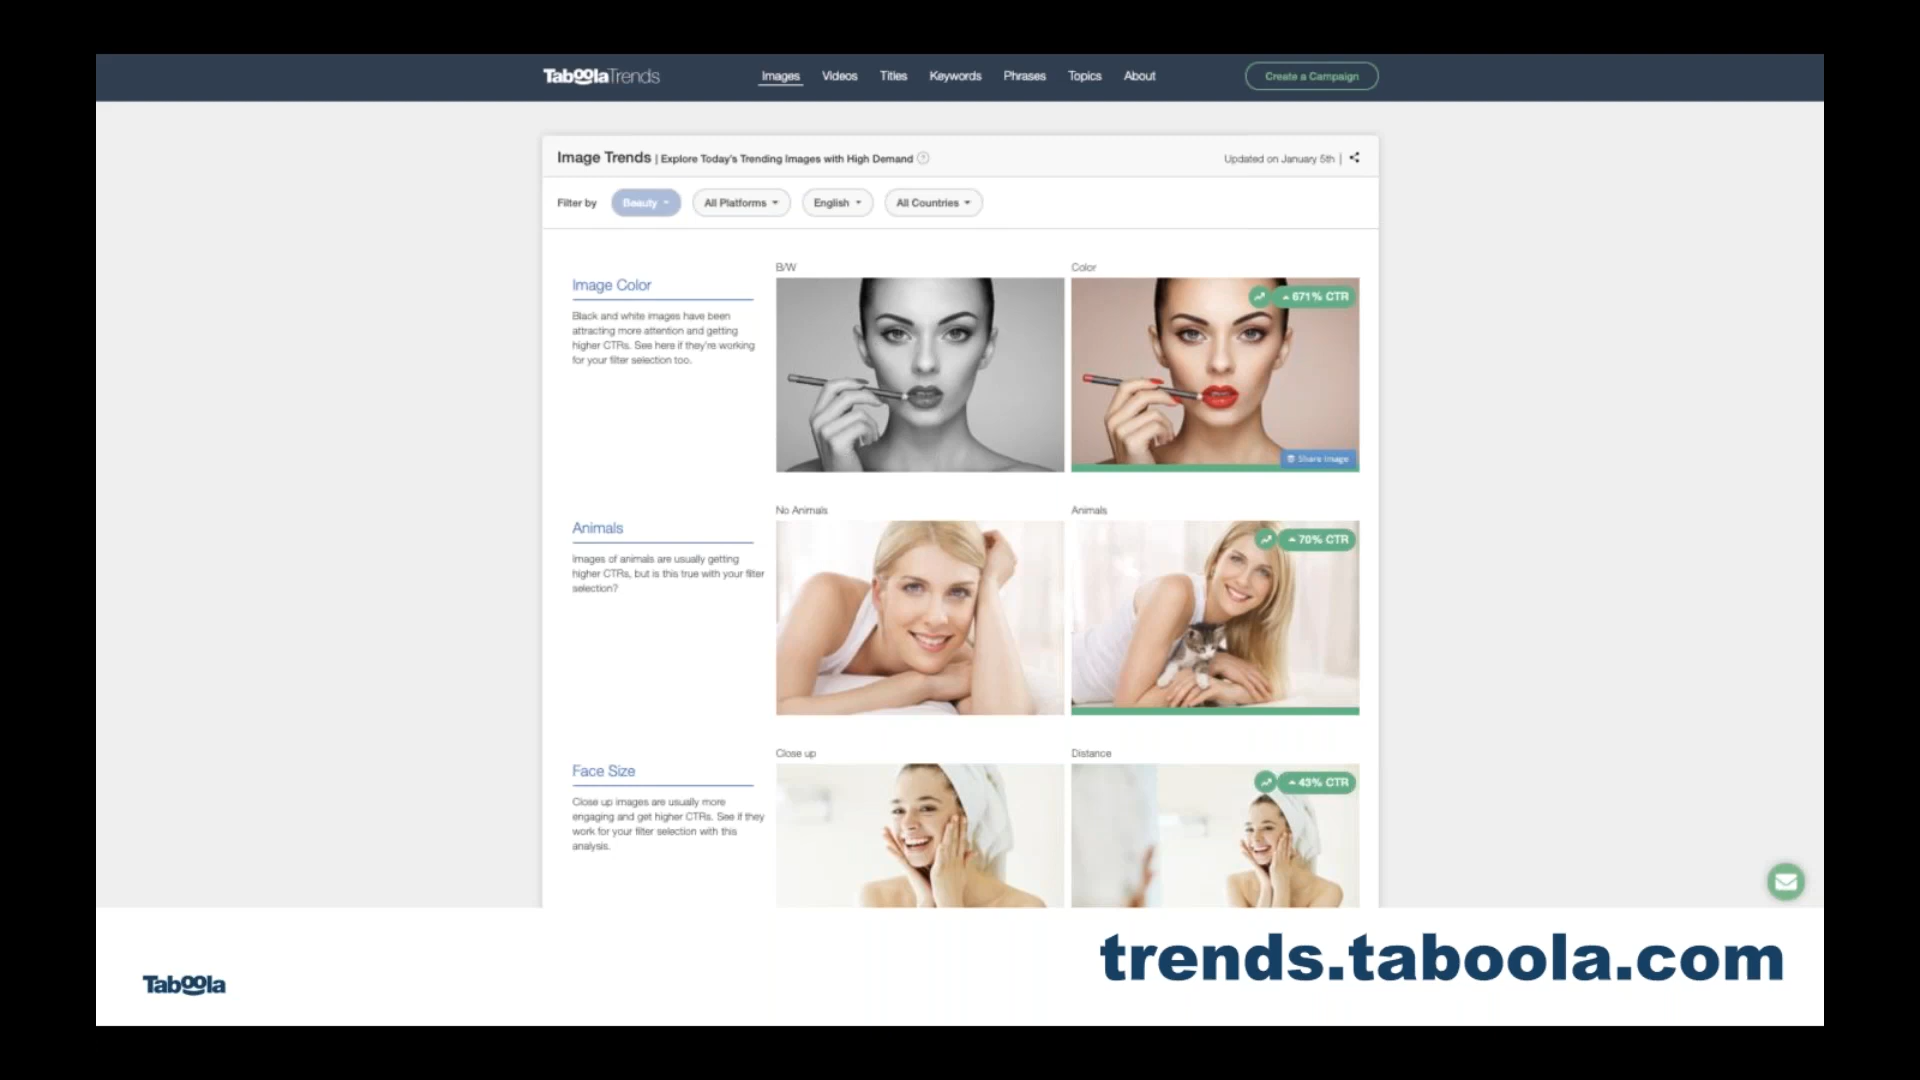 TaboolaTrends Images Videos Titles Keywords Phrases Topics About Create a Campaign
Image Trends | Explore Today's Trending Images with High Demand ? Updated on January 5th |
Filter by Beauty All Platforms English All Countries
B/W Color
Image Color
671% CTR
Black and white images have been
attracting more attention and getting
higher CTRs. See here if they're working
for your filter selection too.
Share Image
No Animals Animals
Animals
70% CTR
Images of animals are usually getting
higher CTRs, but is this true with your filter
selection?
Close up Distance
Face Size
43% CTR
Close up images are usually more
engaging and get higher CTRs. See if they
work for your filter selection with this
analysis.
trends.taboola.com
Taboola